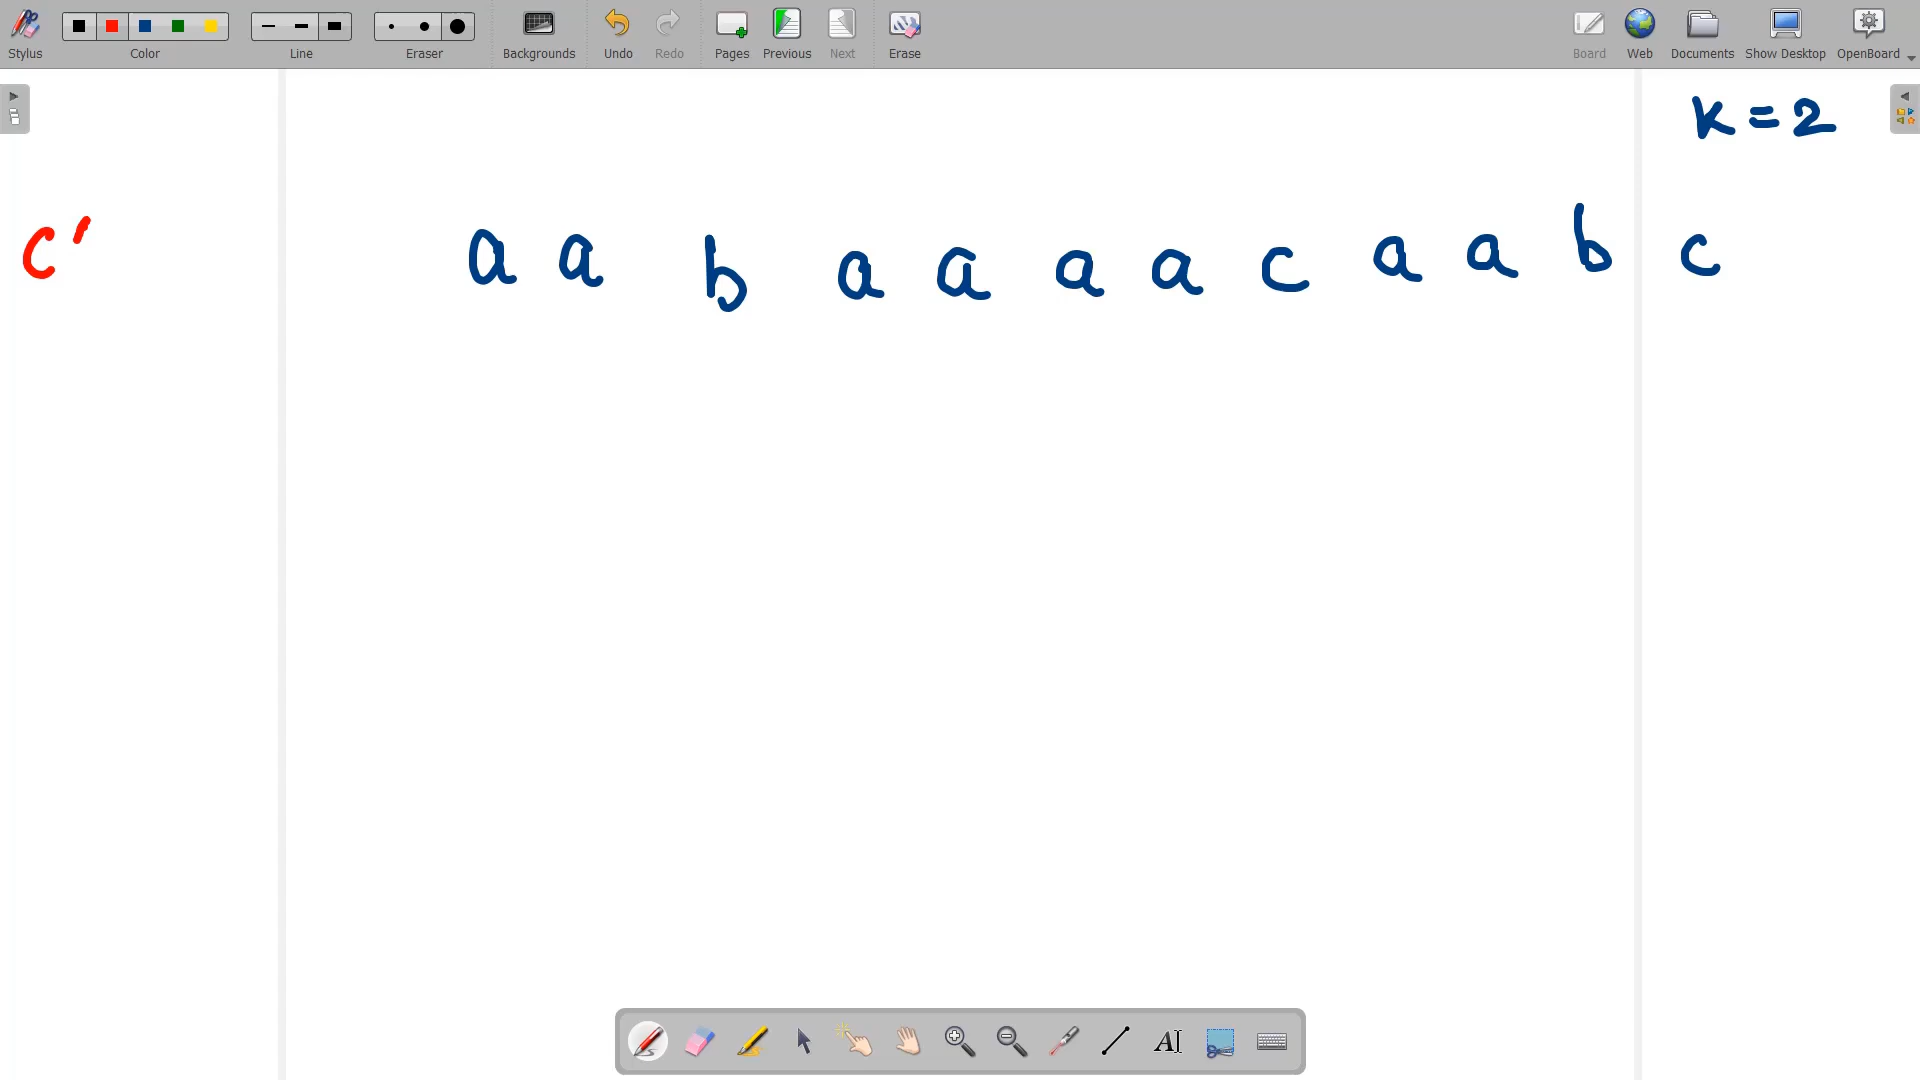 Stylus Color Line Eraser Backgrounds Undo Redo Pages Previous Next Erase Board Web Documents Show Desktop OpenBoard
k = 2
c' a a b a a a a c a a b c